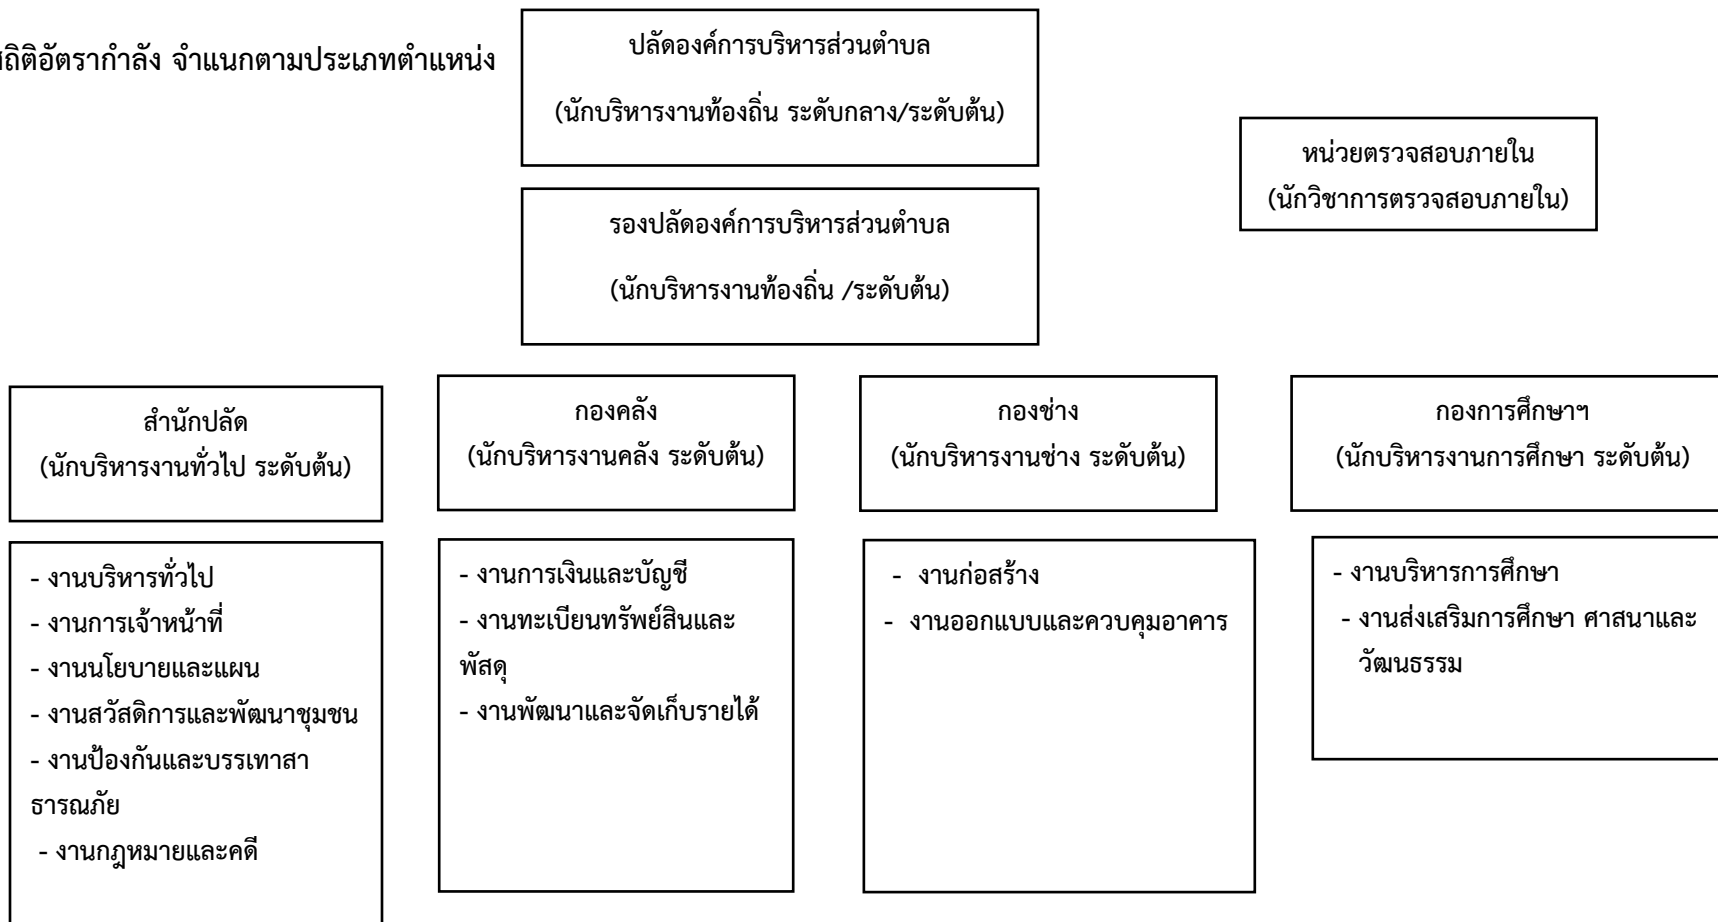 อัตรากำลัง จำแนกตามประเภทตำแหน่ง
ปลัดองค์การบริหารส่วนตำบล
(นักบริหารงานท้องถิ่น ระดับกลาง/ระดับต้น)
หน่วยตรวจสอบภายใน
(นักวิชาการตรวจสอบภายใน)
รองปลัดองค์การบริหารส่วนตำบล
(นักบริหารงานท้องถิ่น /ระดับต้น)
สำนักปลัด
(นักบริหารงานทั่วไป ระดับต้น)
กองคลัง
(นักบริหารงานคลัง ระดับต้น)
กองช่าง
(นักบริหารงานช่าง ระดับต้น)
กองการศึกษาฯ
(นักบริหารงานการศึกษา ระดับต้น)
- งานบริหารทั่วไป
- งานการเจ้าหน้าที่
- งานนโยบายและแผน
- งานสวัสดิการและพัฒนาชุมชน
- งานป้องกันและบรรเทาสา
ธารณภัย
- งานกฎหมายและคดี
- งานการเงินและบัญชี
- งานทะเบียนทรัพย์สินและ
พัสดุ
- งานพัฒนาและจัดเก็บรายได้
- งานก่อสร้าง
- งานออกแบบและควบคุมอาคาร
- งานบริหารการศึกษา
- งานส่งเสริมการศึกษา ศาสนาและ
วัฒนธรรม